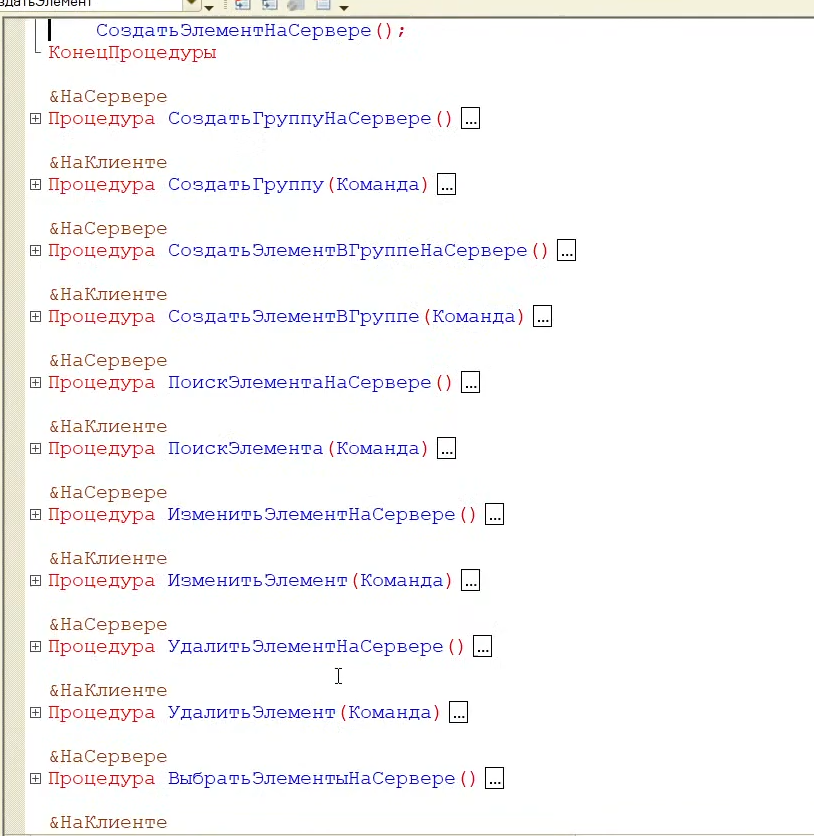 СоздатьЭлементНаСервере();
КонецПроцедуры
&НаСервере
Процедура СоздатьГруппуНаСервере() ...
&НаКлиенте
Процедура СоздатьГруппу(Команда) ...
&НаСервере
Процедура СоздатьЭлементВГруппеНаСервере() ...
&НаКлиенте
Процедура СоздатьЭлементВГруппе(Команда) ...
&НаСервере
Процедура ПоискЭлементаНаСервере() ...
&НаКлиенте
Процедура ПоискЭлемента(Команда) ...
&НаСервере
Процедура ИзменитьЭлементНаСервере() ...
&НаКлиенте
Процедура ИзменитьЭлемент(Команда) ...
&НаСервере
Процедура УдалитьЭлементНаСервере() ...
&НаКлиенте
Процедура УдалитьЭлемент(Команда) ...
&НаСервере
Процедура ВыбратьЭлементыНаСервере() ...
&НаКлиенте